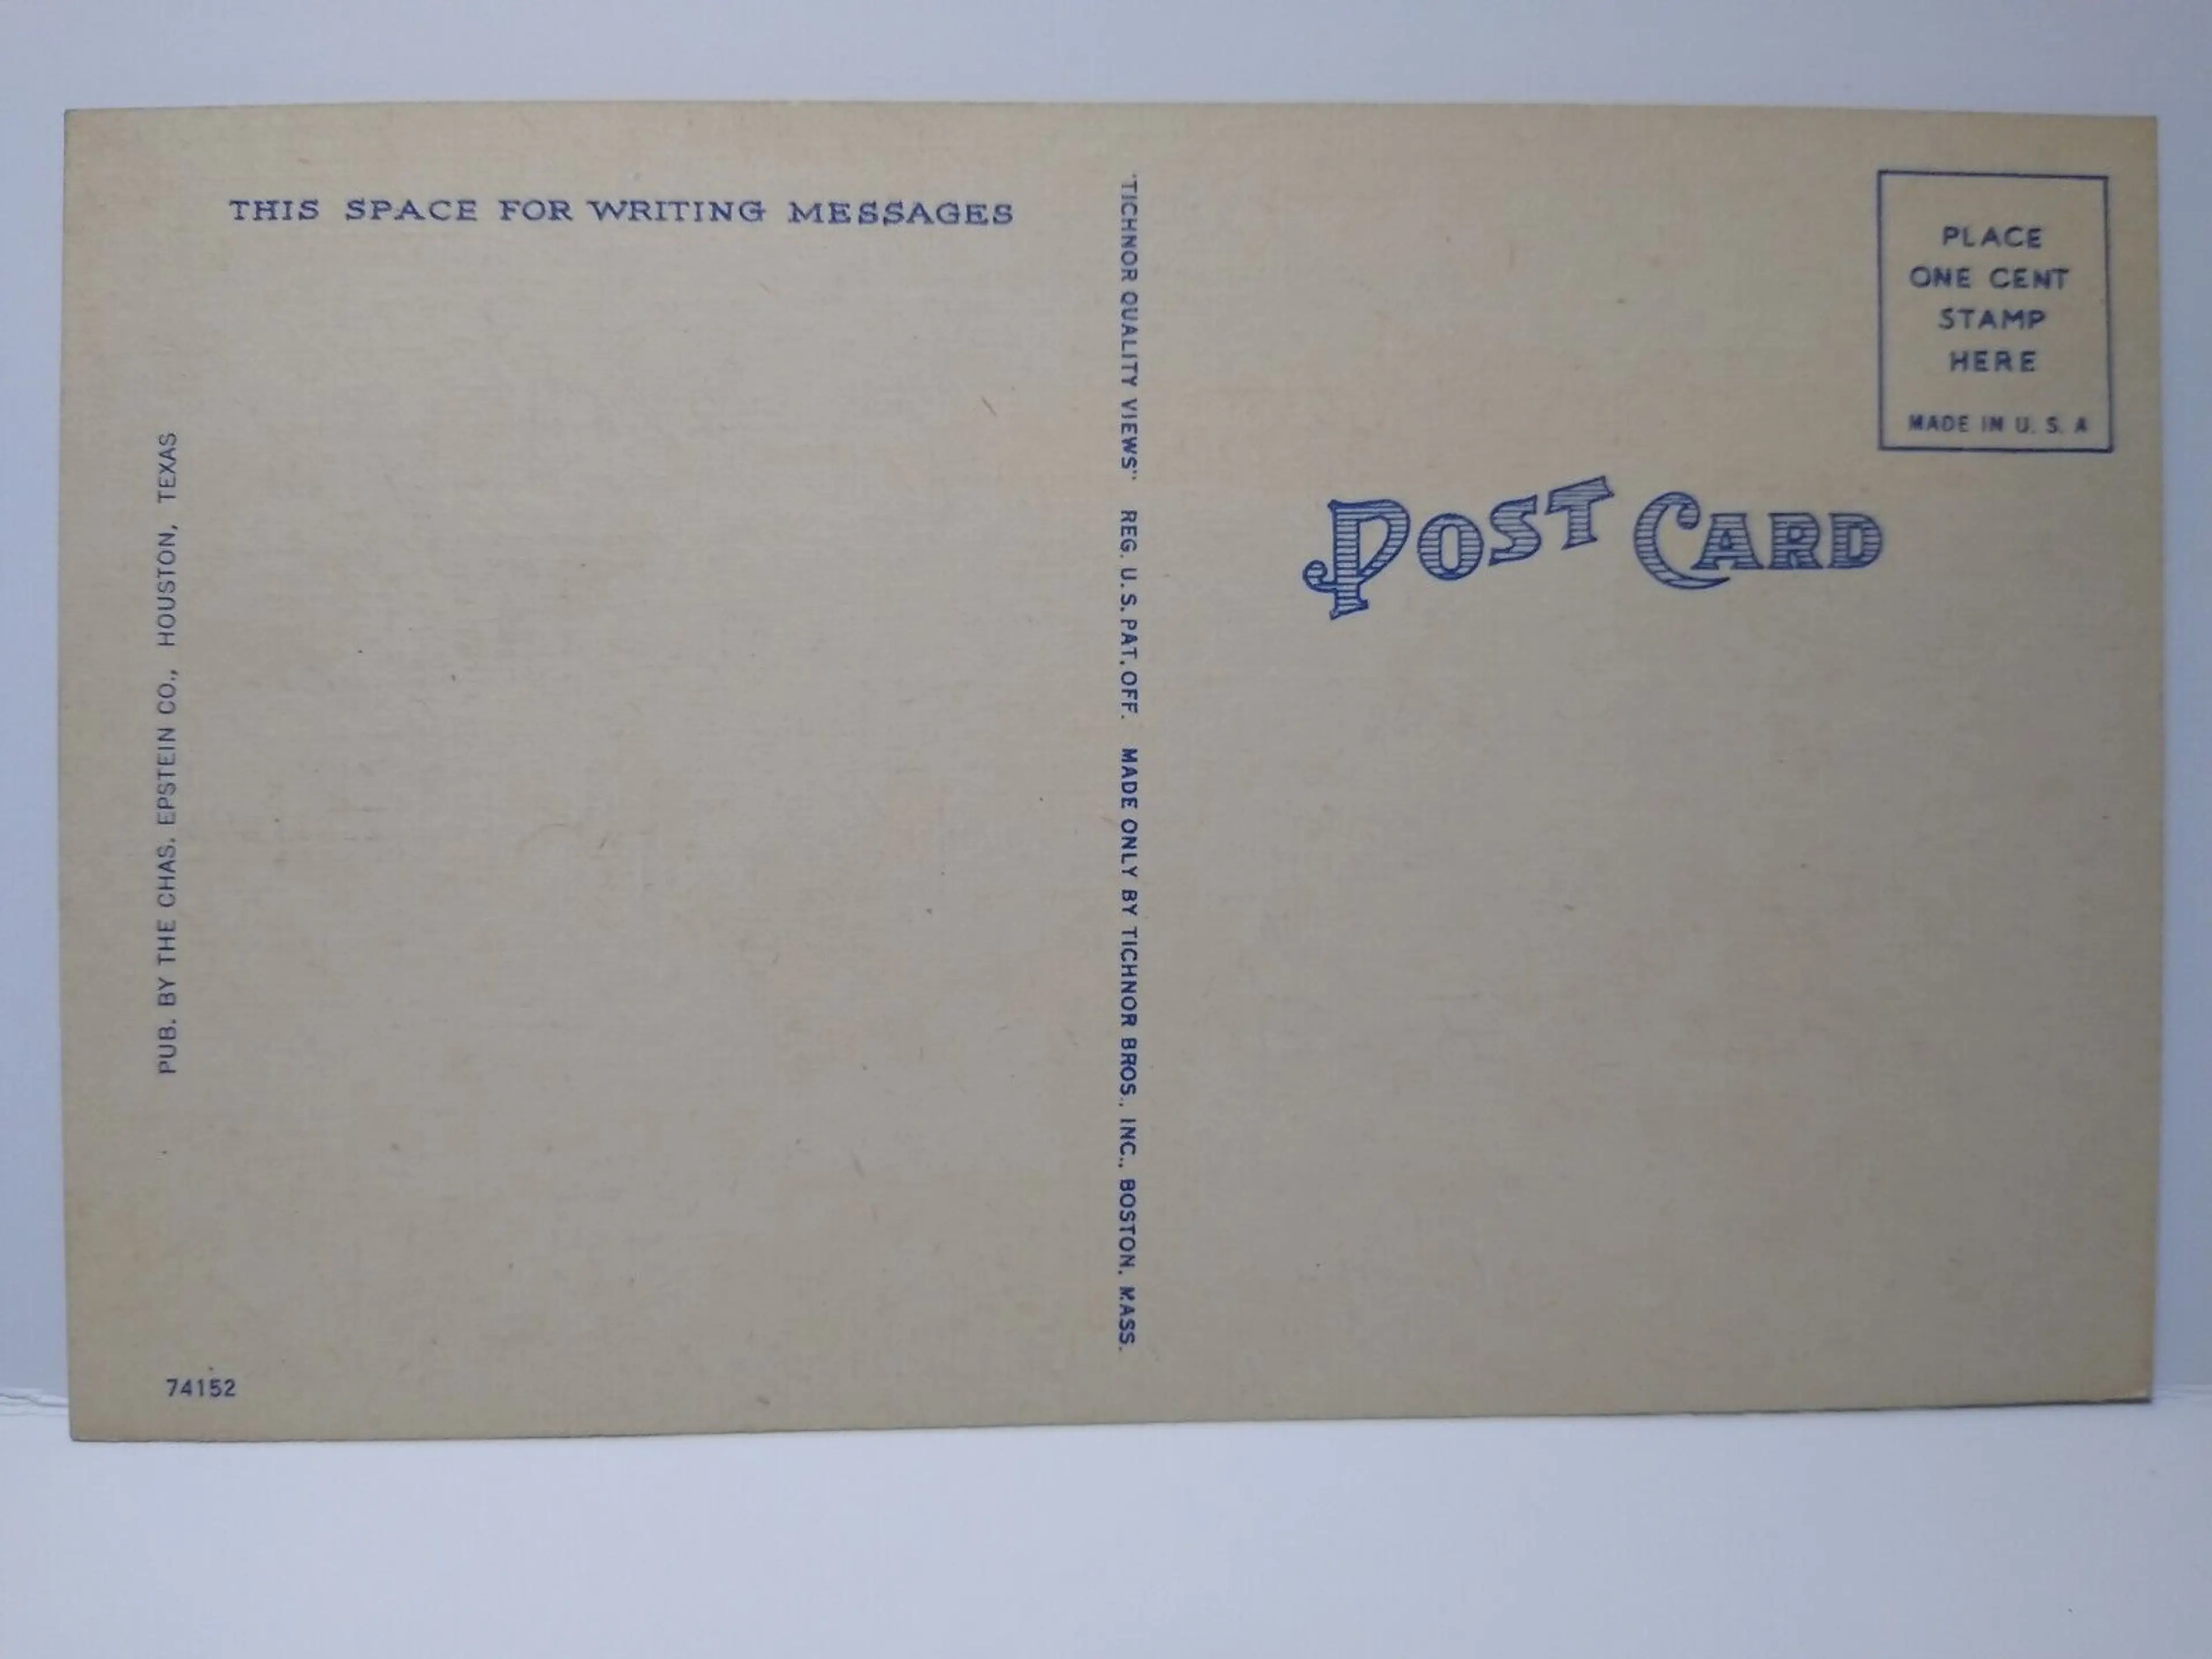 THIS SPACE FOR WRITING MESSAGES
PUB. BY THE CHAS. EPSTEIN CO., HOUSTON, TEXAS
74152
"TICHNOR QUALITY VIEWS" REG. U. S. PAT. OFF. MADE ONLY BY TICHNOR BROS., INC., BOSTON, MASS.
PLACE
ONE CENT
STAMP
HERE
MADE IN U. S. A
POST CARD